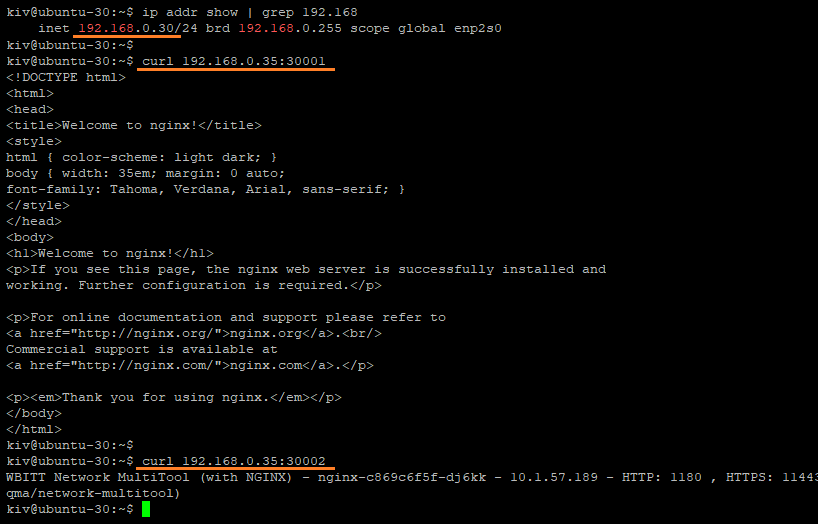 kiv@ubuntu-30:~$ ip addr show | grep 192.168
    inet 192.168.0.30/24 brd 192.168.0.255 scope global enp2s0
kiv@ubuntu-30:~$
kiv@ubuntu-30:~$ curl 192.168.0.35:30001
<!DOCTYPE html>
<html>
<head>
<title>Welcome to nginx!</title>
<style>
html { color-scheme: light dark; }
body { width: 35em; margin: 0 auto;
font-family: Tahoma, Verdana, Arial, sans-serif; }
</style>
</head>
<body>
<h1>Welcome to nginx!</h1>
<p>If you see this page, the nginx web server is successfully installed and
working. Further configuration is required.</p>

<p>For online documentation and support please refer to
<a href="http://nginx.org/">nginx.org</a>.<br/>
Commercial support is available at
<a href="http://nginx.com/">nginx.com</a>.</p>

<p><em>Thank you for using nginx.</em></p>
</body>
</html>
kiv@ubuntu-30:~$
kiv@ubuntu-30:~$ curl 192.168.0.35:30002
WBITT Network MultiTool (with NGINX) - nginx-c869c6f5f-dj6kk - 10.1.57.189 - HTTP: 1180 , HTTPS: 11443
qma/network-multitool)
kiv@ubuntu-30:~$